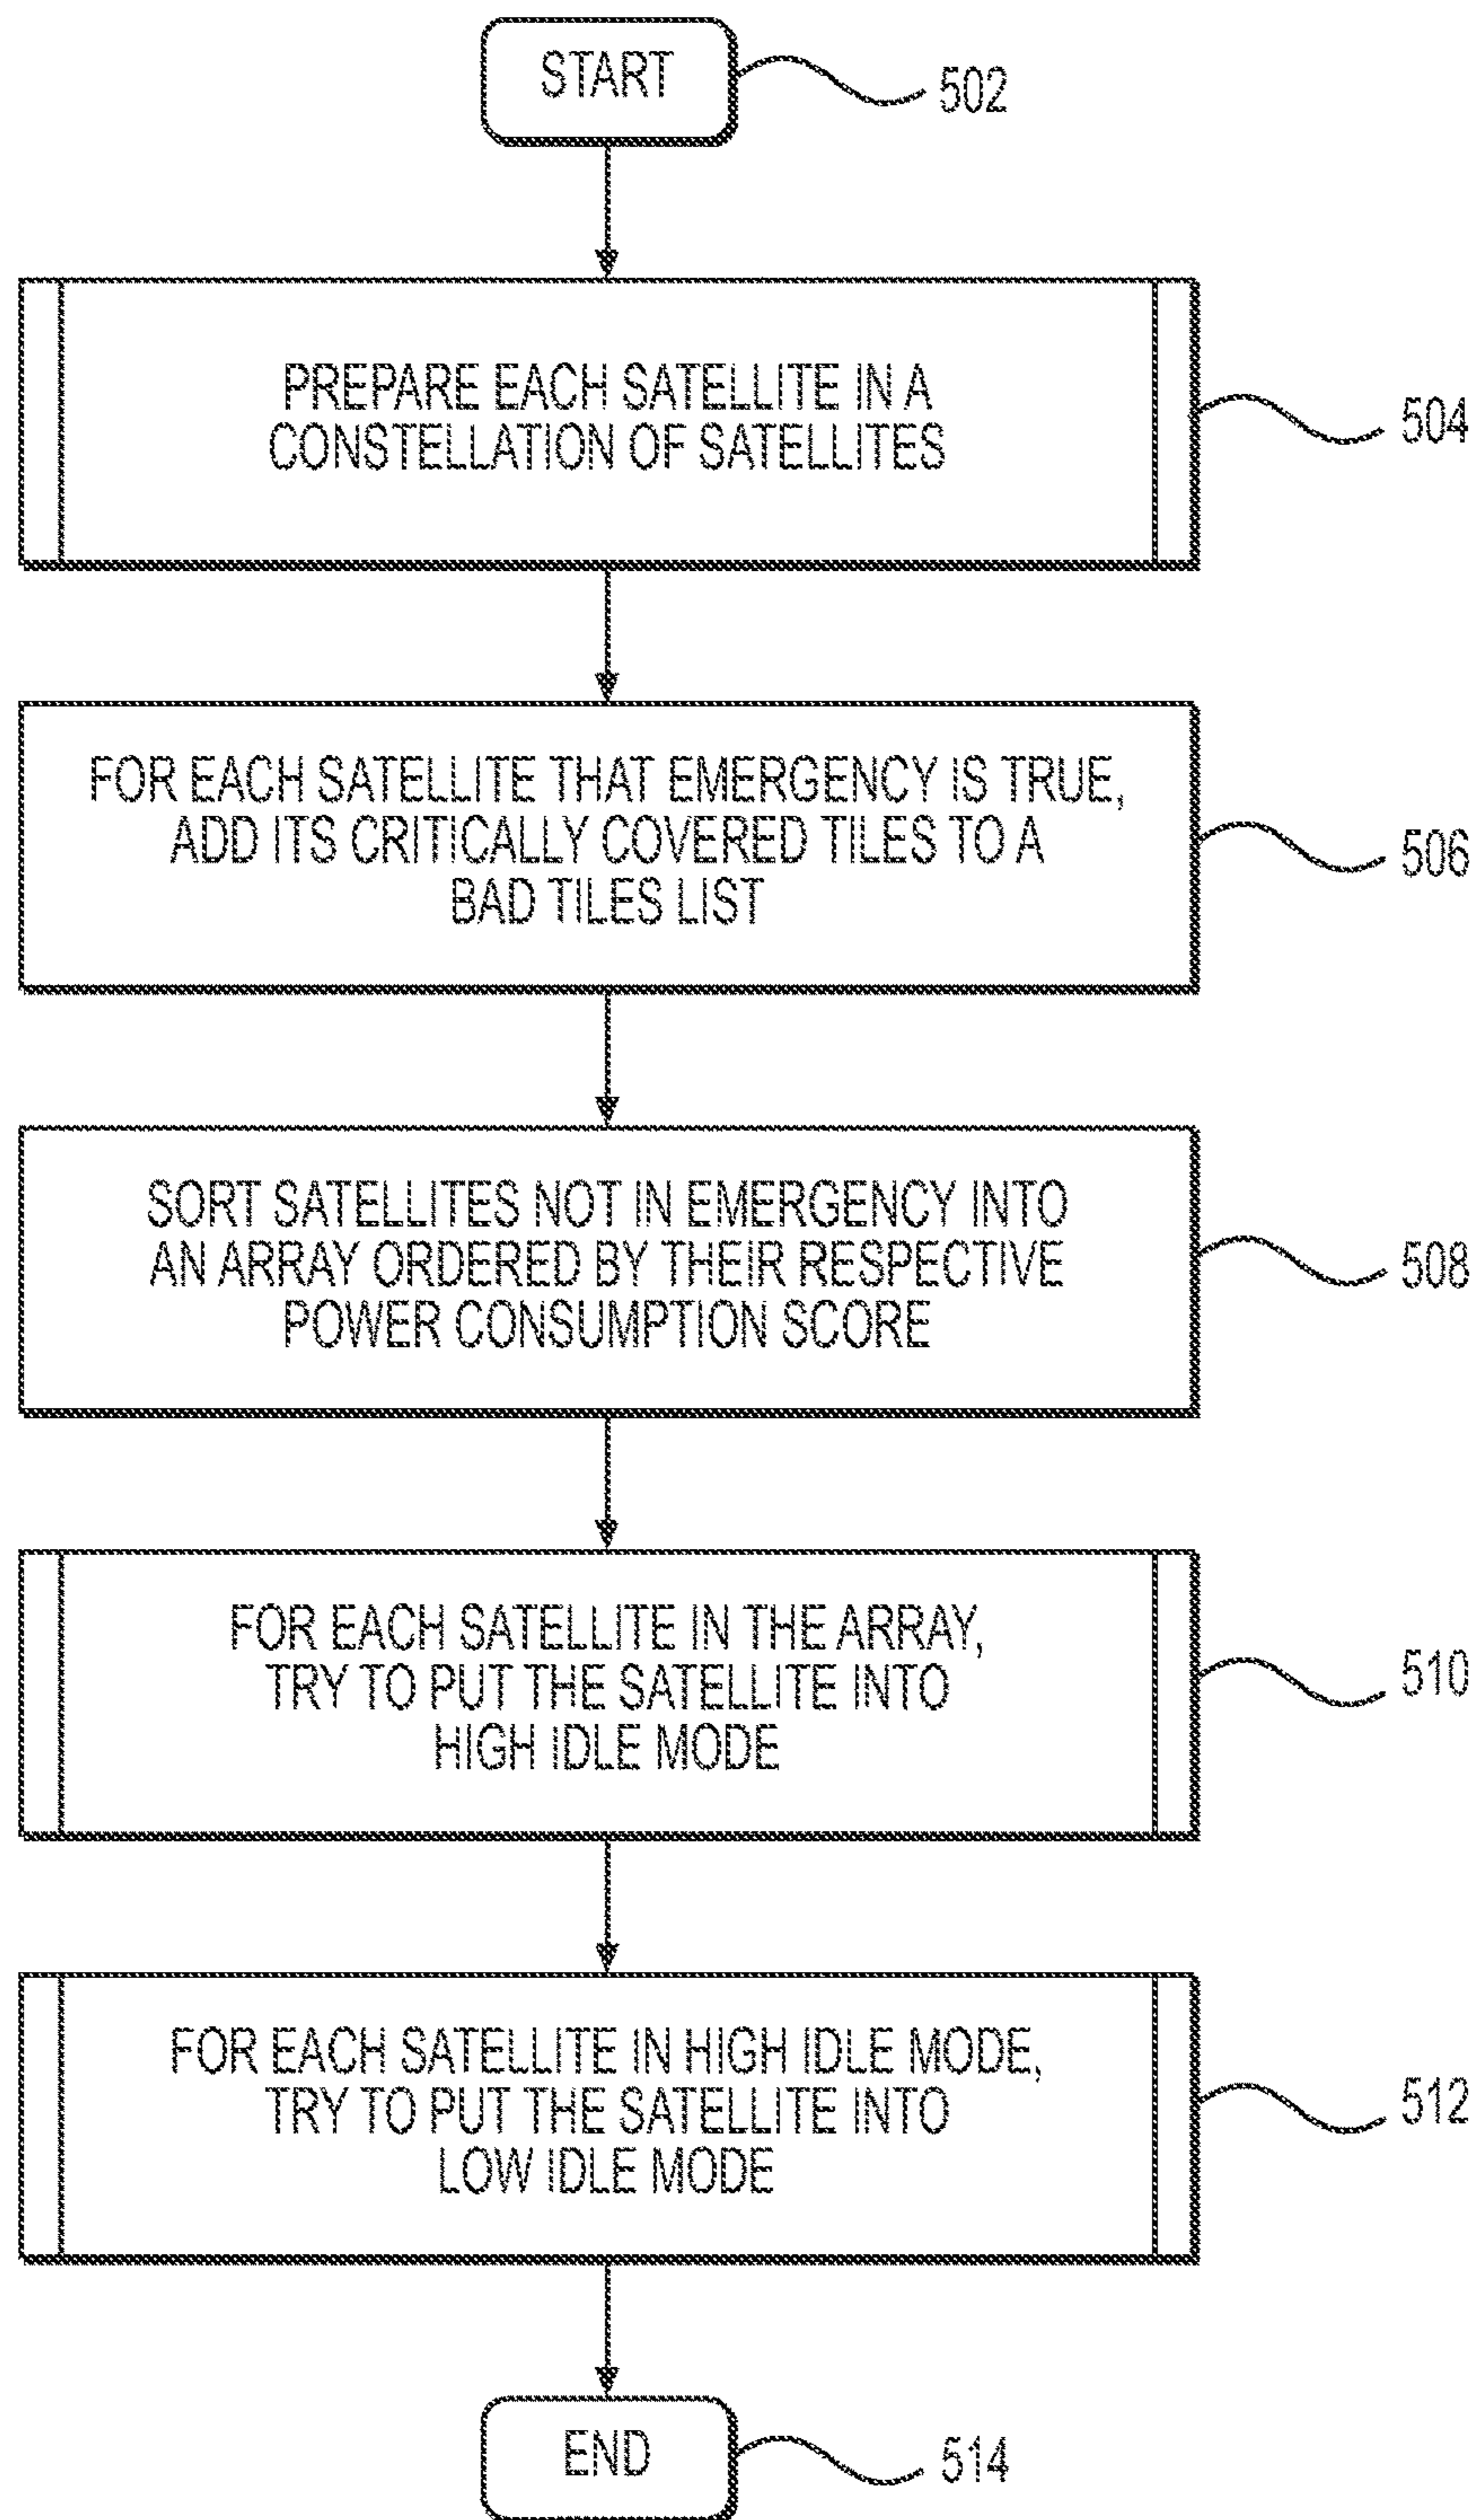 START
502
PREPARE EACH SATELLITE IN A
CONSTELLATION OF SATELLITES
504
FOR EACH SATELLITE THAT EMERGENCY IS TRUE,
ADD ITS CRITICALLY COVERED TILES TO A
BAD TILES LIST
506
SORT SATELLITES NOT IN EMERGENCY INTO
AN ARRAY ORDERED BY THEIR RESPECTIVE
POWER CONSUMPTION SCORE
508
FOR EACH SATELLITE IN THE ARRAY,
TRY TO PUT THE SATELLITE INTO
HIGH IDLE MODE
510
FOR EACH SATELLITE IN HIGH IDLE MODE,
TRY TO PUT THE SATELLITE INTO
LOW IDLE MODE
512
END
514